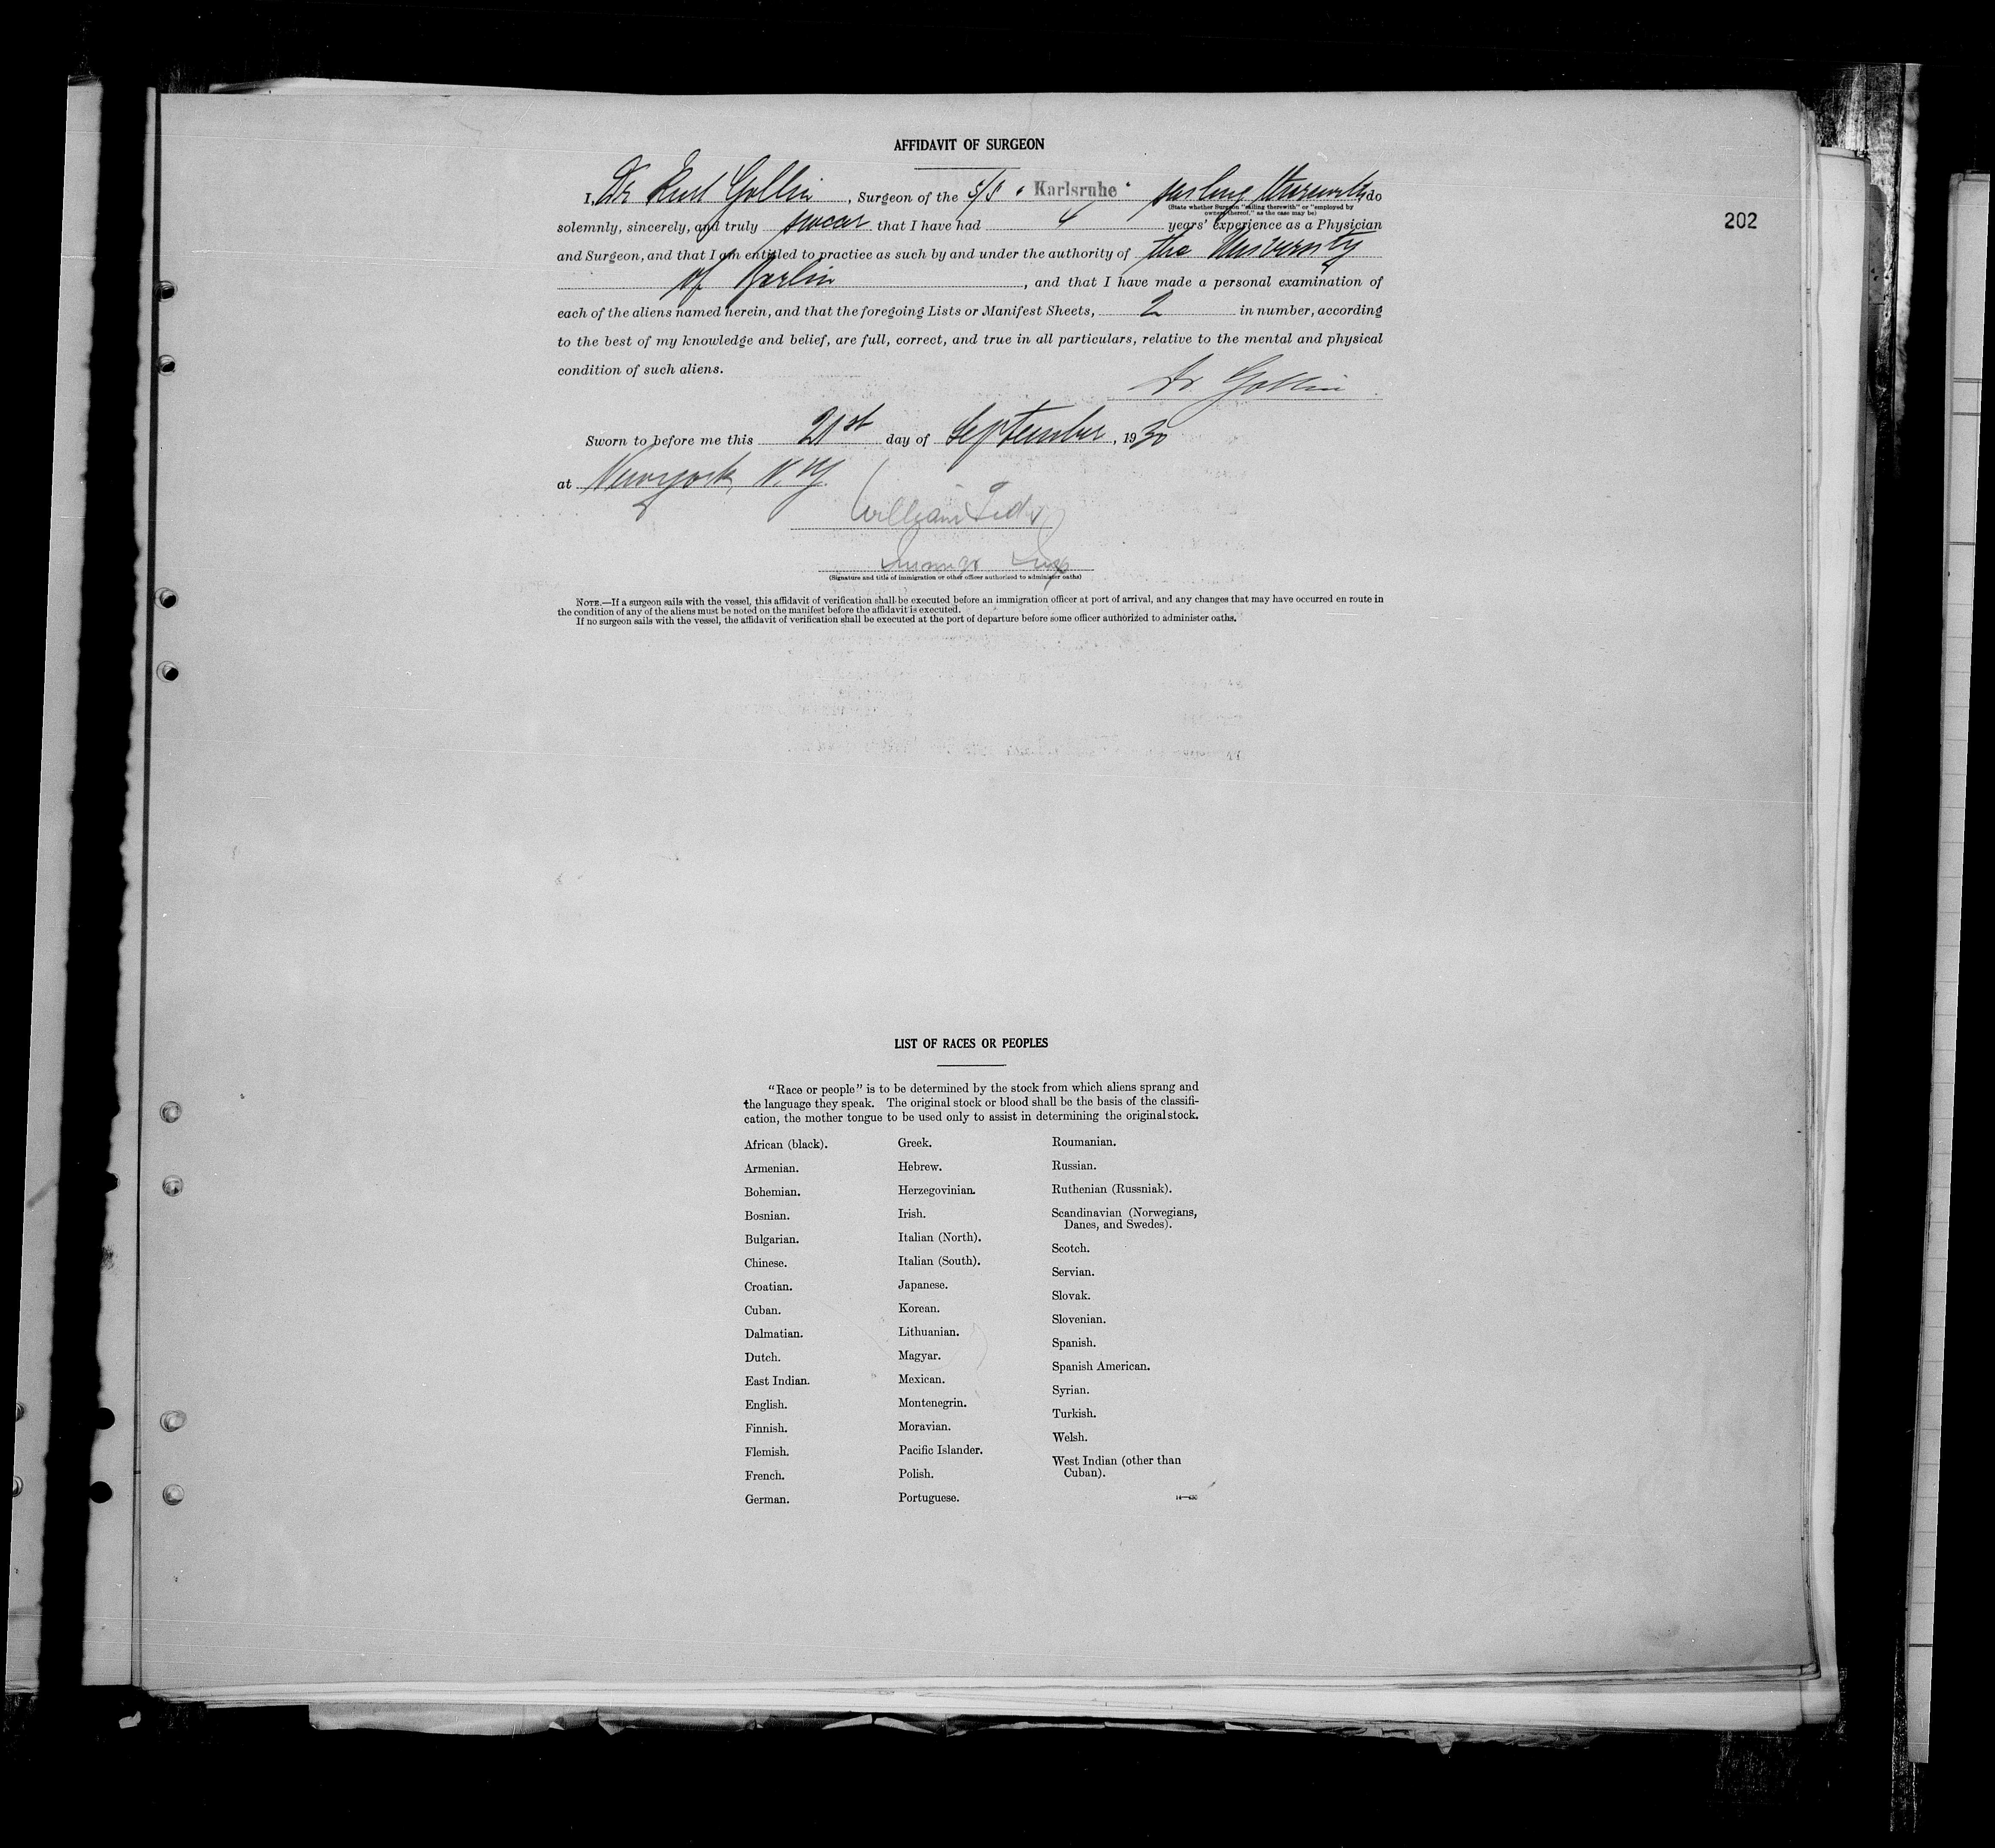 AFFIDAVIT OF SURGEON
I, Dr Kurt Gollin, Surgeon of the S/S "Karlsruhe" sailing therewith, do
(State whether Surgeon "sailing therewith" or "employed by
owners thereof," as the case may be)
solemnly, sincerely, and truly swear that I have had 4 years' experience as a Physician
and Surgeon, and that I am entitled to practice as such by and under the authority of the University
of Berlin, and that I have made a personal examination of
each of the aliens named herein, and that the foregoing Lists or Manifest Sheets, 2 in number, according
to the best of my knowledge and belief, are full, correct, and true in all particulars, relative to the mental and physical
condition of such aliens.
Dr. Gollin
Sworn to before me this 21st day of September, 1930
at New York, N.Y.
William
Immigr Insp
(Signature and title of immigration or other officer authorized to administer oaths)
NOTE.—If a surgeon sails with the vessel, this affidavit of verification shall be executed before an immigration officer at port of arrival, and any changes that may have occurred en route in
the condition of any of the aliens must be noted on the manifest before the affidavit is executed.
If no surgeon sails with the vessel, the affidavit of verification shall be executed at the port of departure before some officer authorized to administer oaths.
202
LIST OF RACES OR PEOPLES
"Race or people" is to be determined by the stock from which aliens sprang and
the language they speak. The original stock or blood shall be the basis of the classifi-
cation, the mother tongue to be used only to assist in determining the original stock.
African (black).
Armenian.
Bohemian.
Bosnian.
Bulgarian.
Chinese.
Croatian.
Cuban.
Dalmatian.
Dutch.
East Indian.
English.
Finnish.
Flemish.
French.
German.
Greek.
Hebrew.
Herzegovinian.
Irish.
Italian (North).
Italian (South).
Japanese.
Korean.
Lithuanian.
Magyar.
Mexican.
Montenegrin.
Moravian.
Pacific Islander.
Polish.
Portuguese.
Roumanian.
Russian.
Ruthenian (Russniak).
Scandinavian (Norwegians,
Danes, and Swedes).
Scotch.
Servian.
Slovak.
Slovenian.
Spanish.
Spanish American.
Syrian.
Turkish.
Welsh.
West Indian (other than
Cuban).